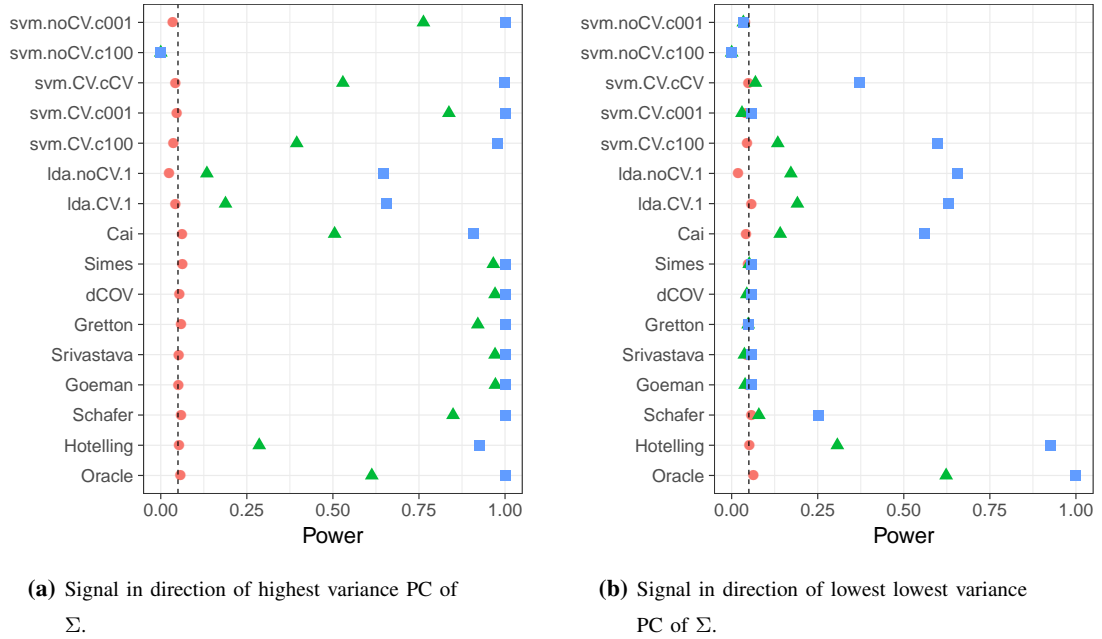 svm.noCV.c001
svm.noCV.c100
svm.CV.cCV
svm.CV.c001
svm.CV.c100
lda.noCV.1
lda.CV.1
Cai
Simes
dCOV
Gretton
Srivastava
Goeman
Schafer
Hotelling
Oracle
0.00 0.25 0.50 0.75 1.00
Power
(a) Signal in direction of highest variance PC of
Σ.
svm.noCV.c001
svm.noCV.c100
svm.CV.cCV
svm.CV.c001
svm.CV.c100
lda.noCV.1
lda.CV.1
Cai
Simes
dCOV
Gretton
Srivastava
Goeman
Schafer
Hotelling
Oracle
0.00 0.25 0.50 0.75 1.00
Power
(b) Signal in direction of lowest lowest variance
PC of Σ.